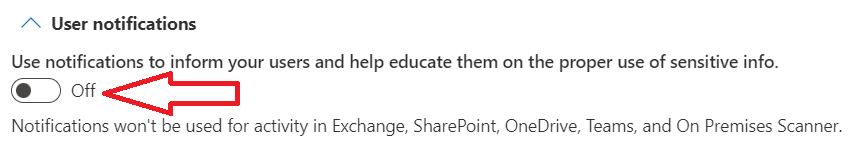 User notifications
Use notifications to inform your users and help educate them on the proper use of sensitive info.
Off
Notifications won't be used for activity in Exchange, SharePoint, OneDrive, Teams, and On Premises Scanner.